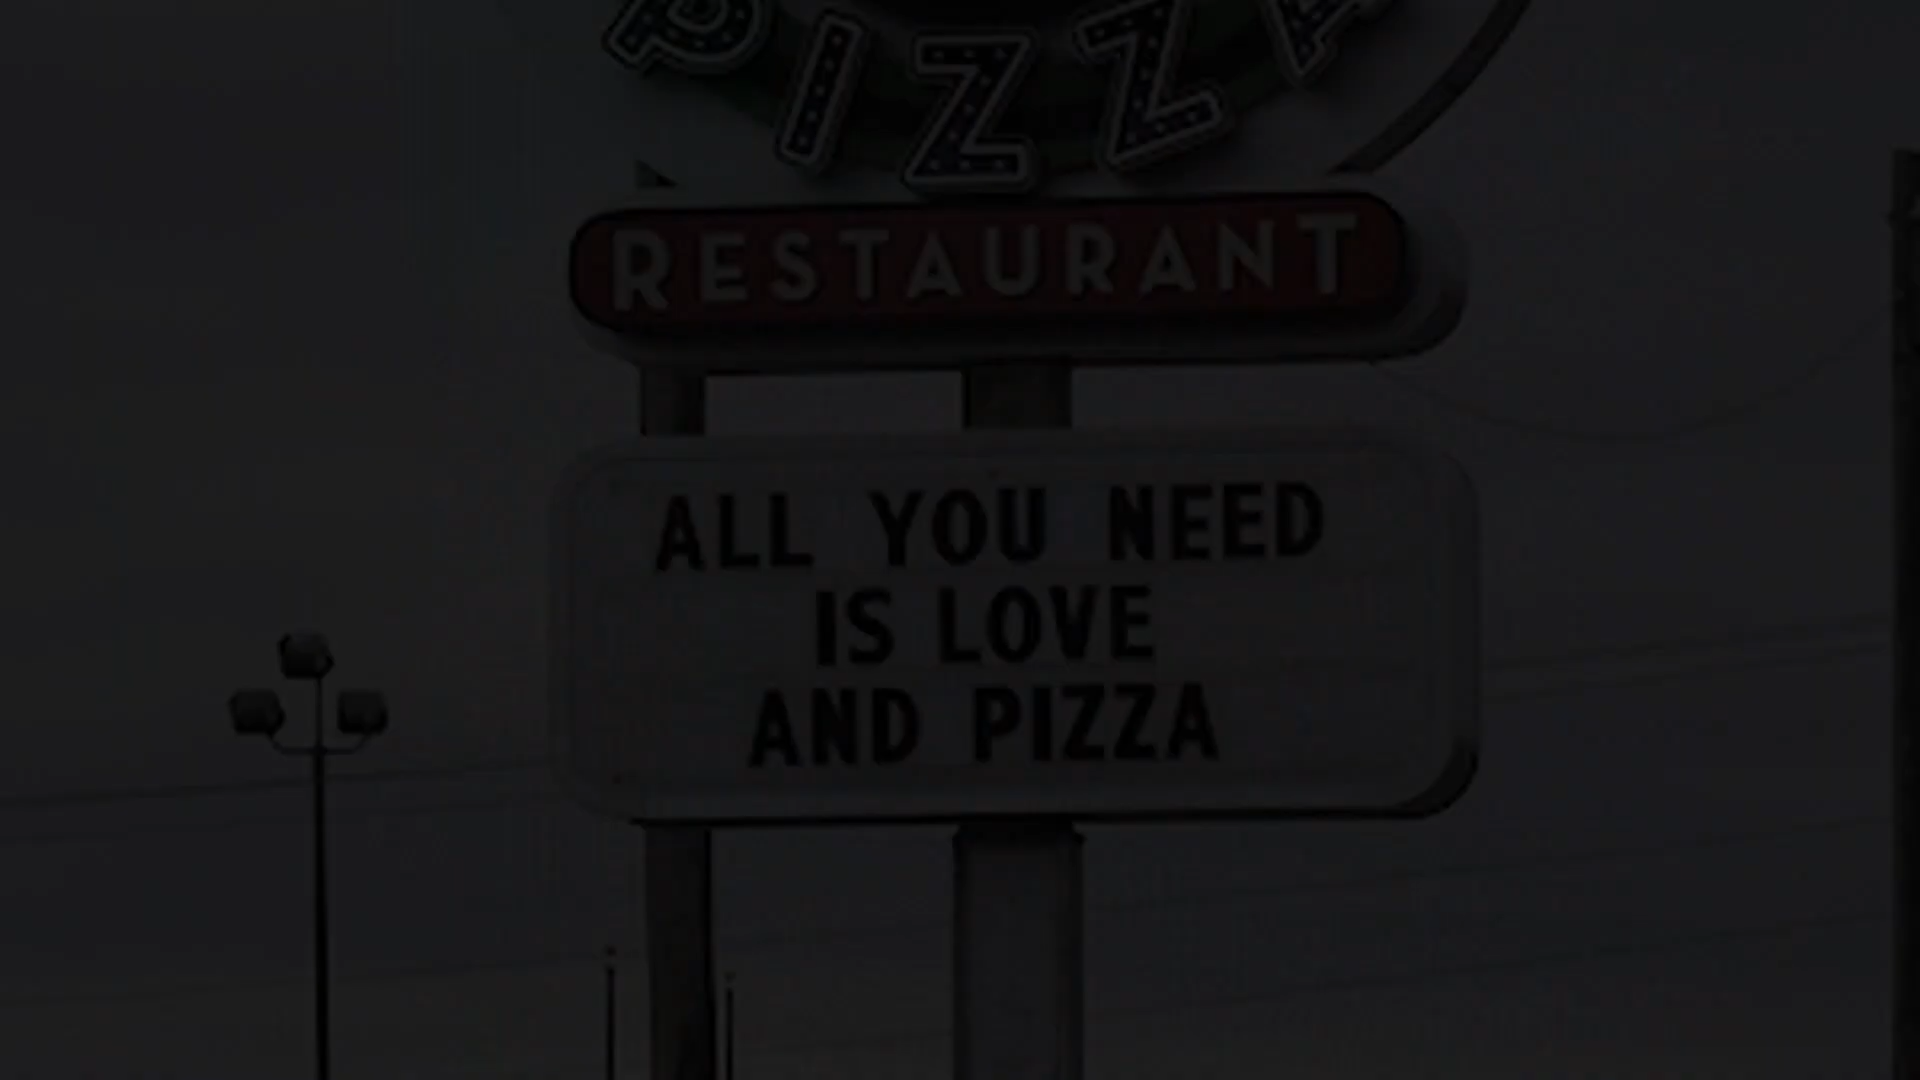 PIZZA
RESTAURANT
ALL YOU NEED
IS LOVE
AND PIZZA